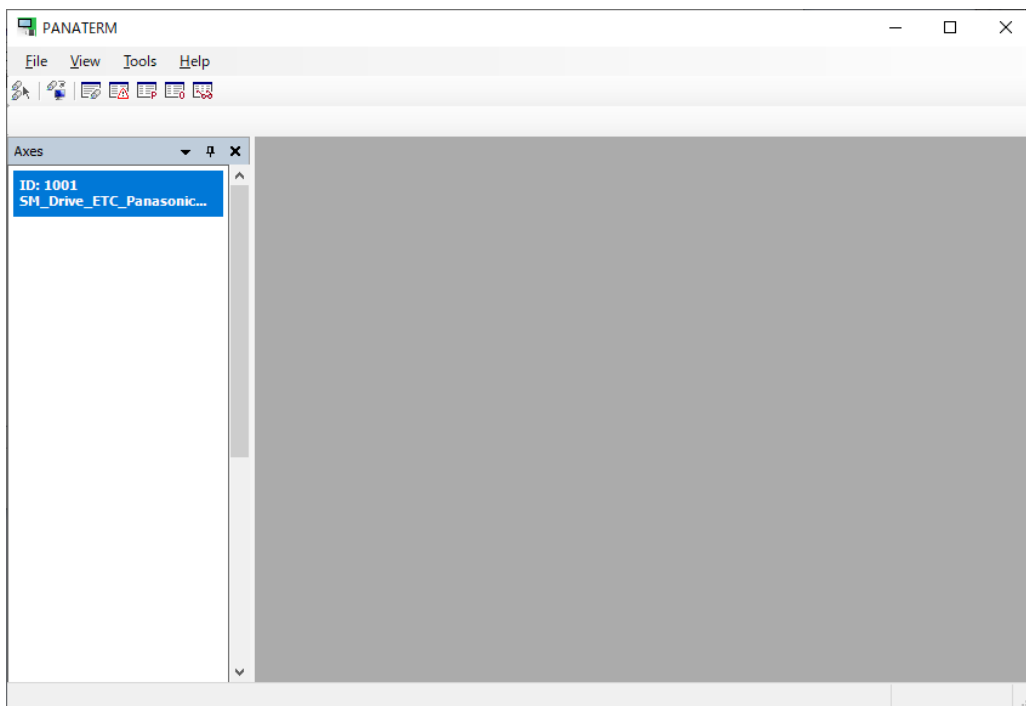 PANATERM
File View Tools Help
Axes
ID: 1001
SM_Drive_ETC_Panasonic...